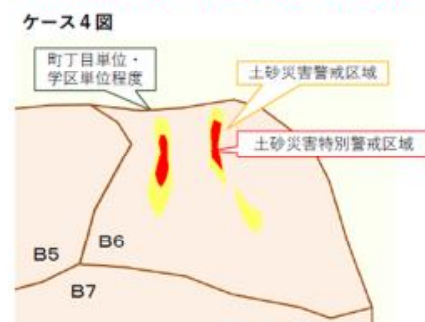 ケース4図
町丁目単位・
学区単位程度
土砂災害警戒区域
土砂災害特別警戒区域
B5
B6
B7